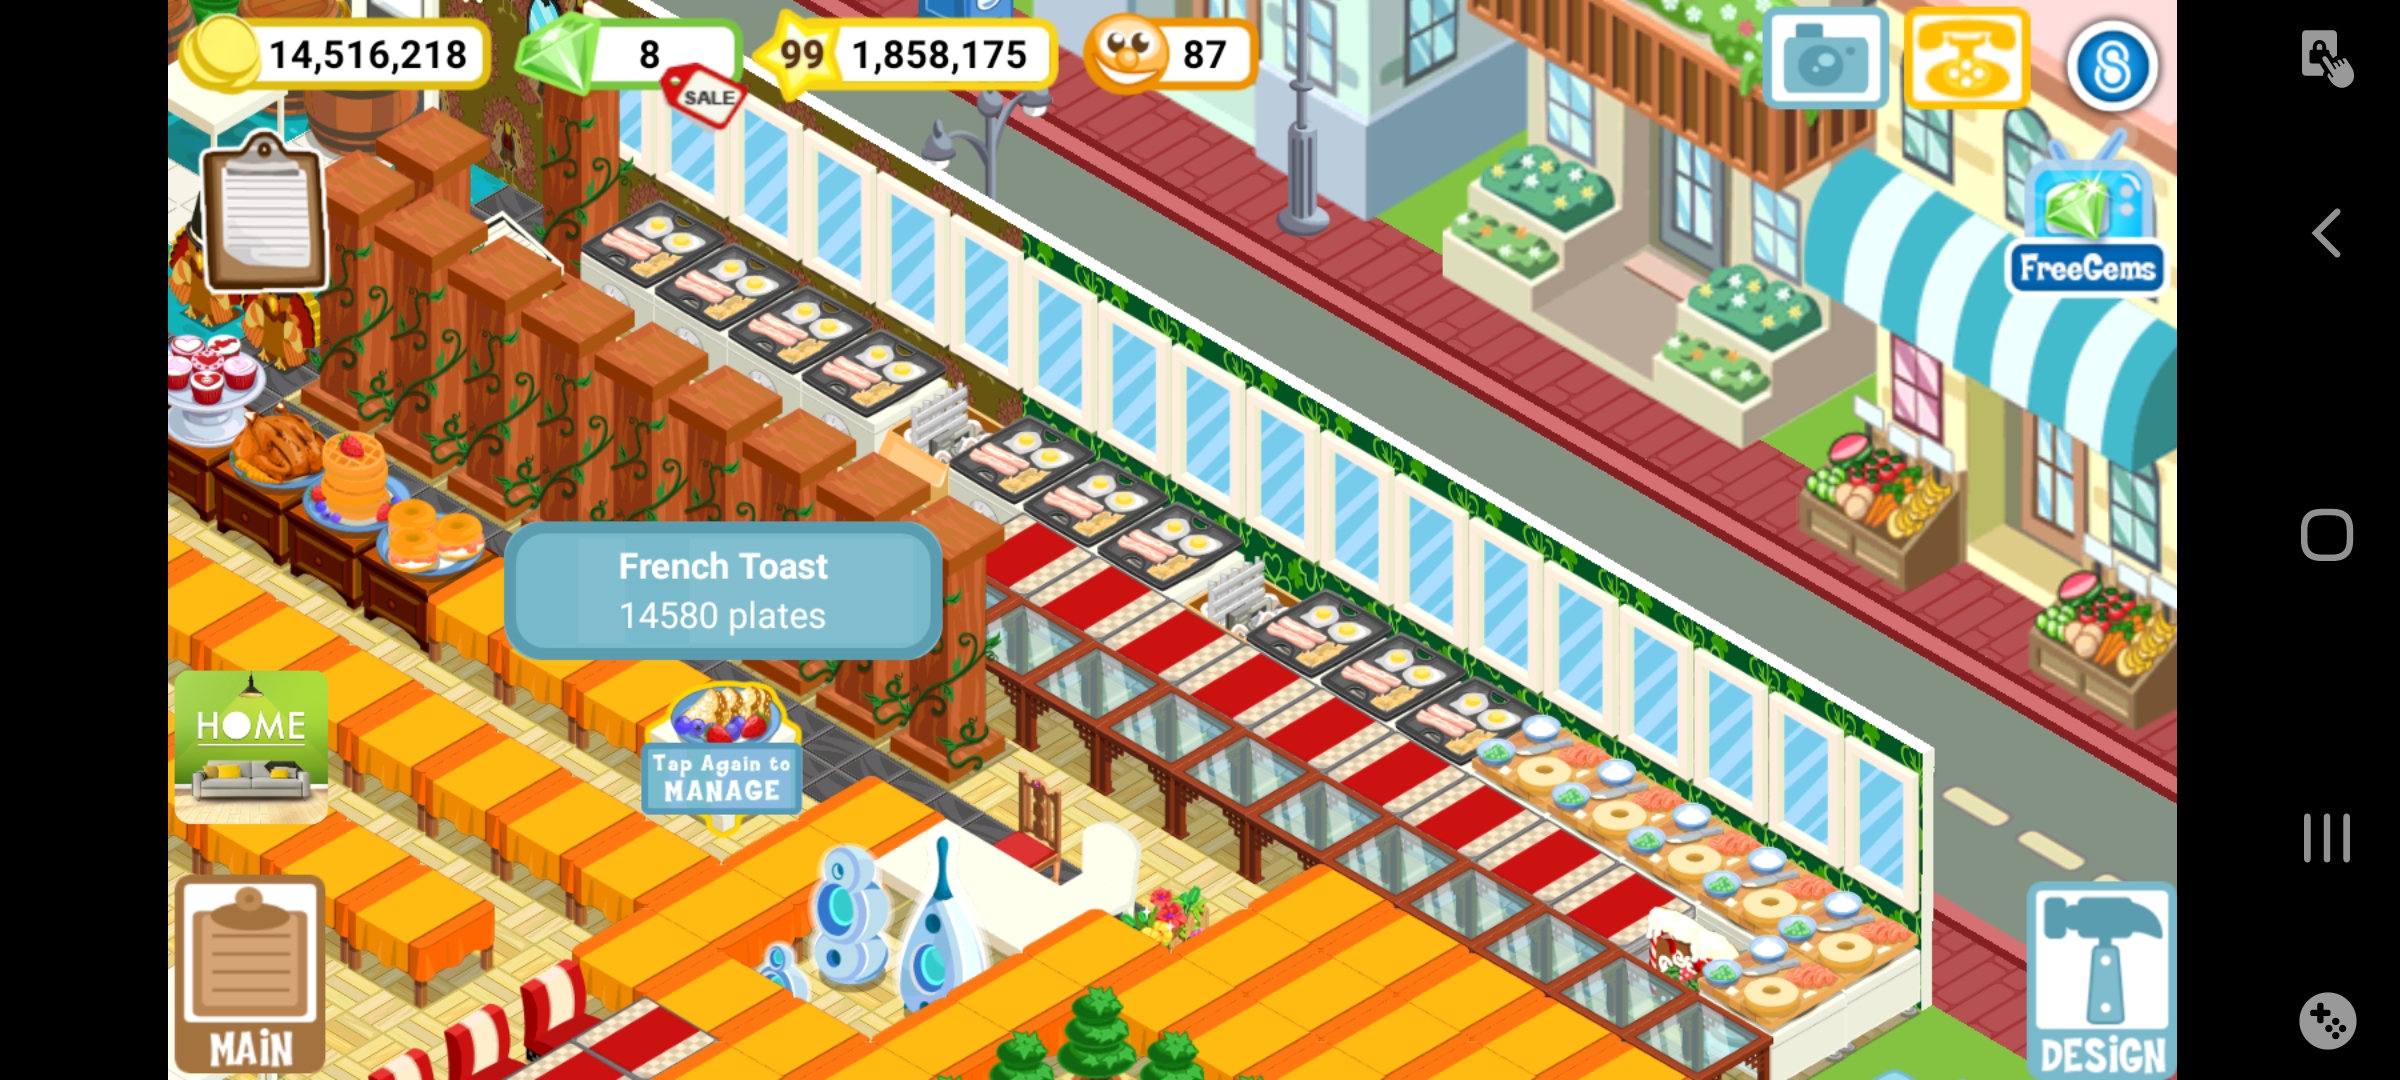 14,516,218
8
SALE
99
1,858,175
87
FreeGems
French Toast
14580 plates
HOME
Tap Again to
MANAGE
MAiN
DESiGN